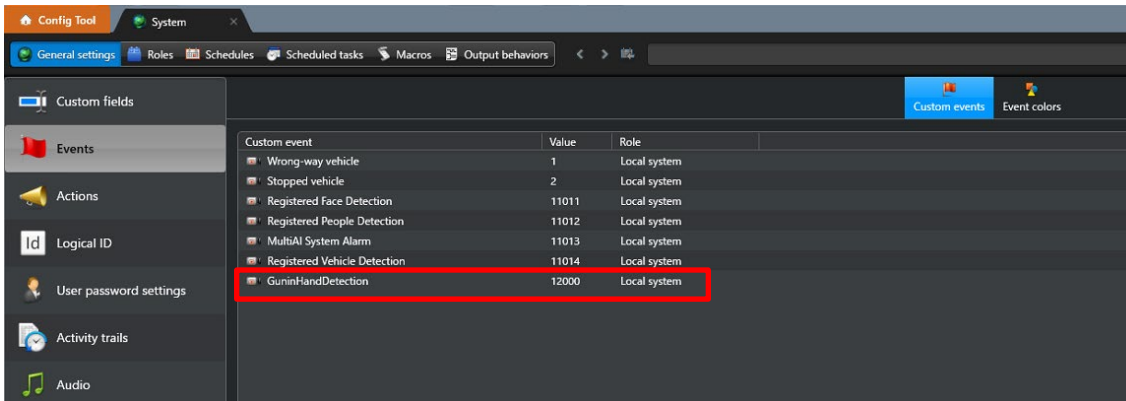 Config Tool System
General settings Roles Schedules Scheduled tasks Macros Output behaviors
Custom fields
Custom events Event colors
Events
Custom event Value Role
Wrong-way vehicle 1 Local system
Stopped vehicle 2 Local system
Actions
Registered Face Detection 11011 Local system
Registered People Detection 11012 Local system
Id Logical ID
MultiAI System Alarm 11013 Local system
Registered Vehicle Detection 11014 Local system
GuninHandDetection 12000 Local system
User password settings
Activity trails
Audio